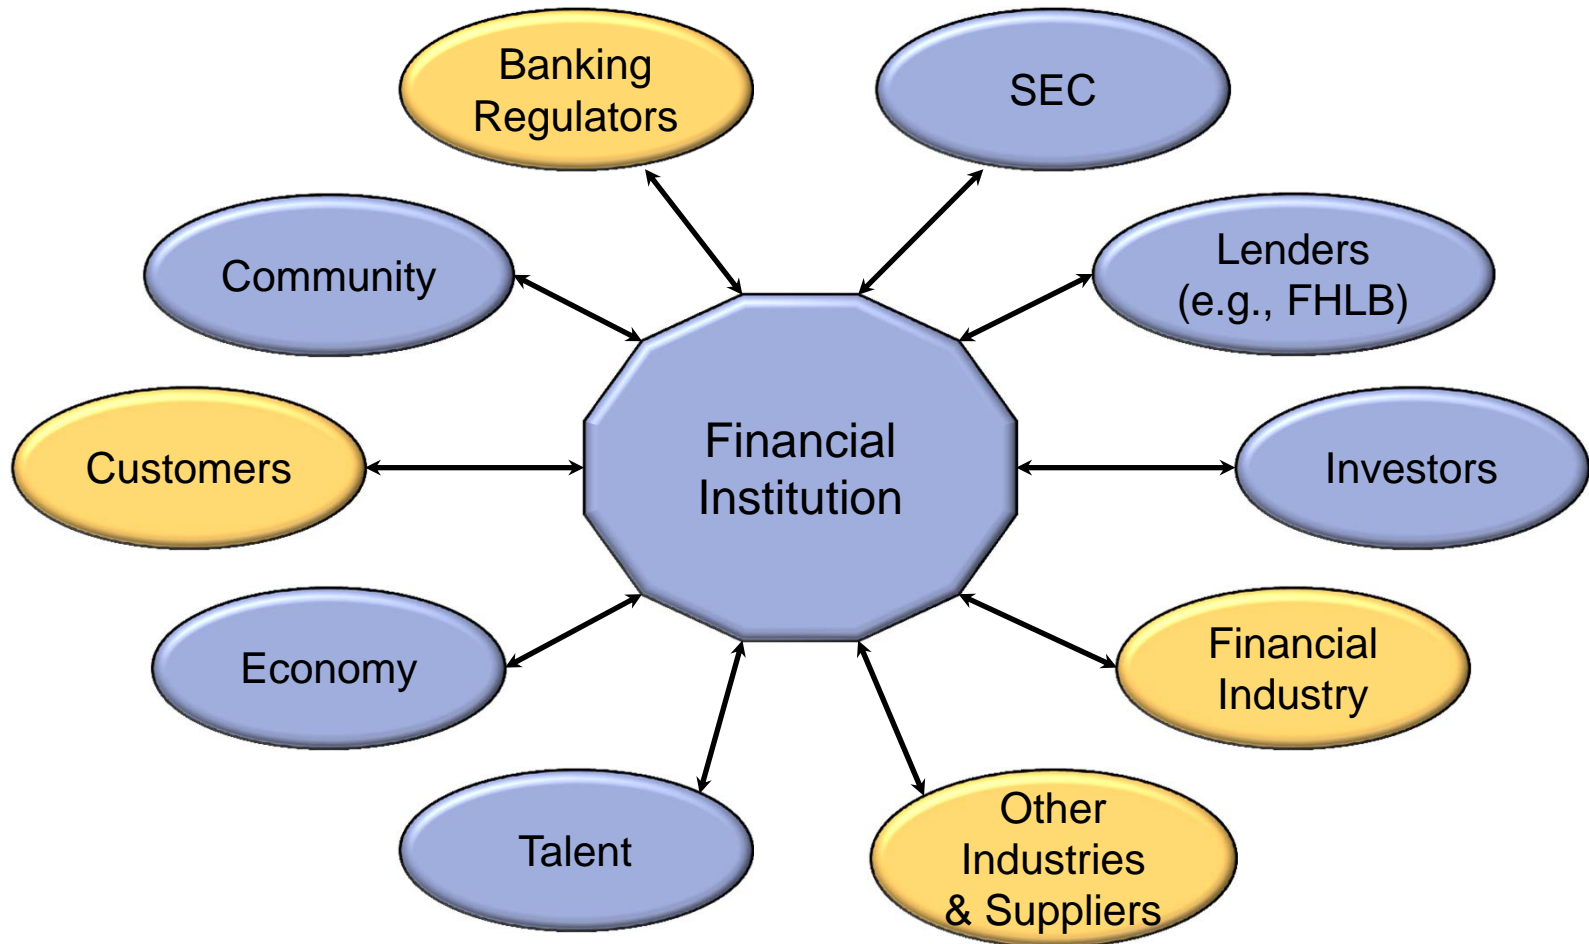 Banking
Regulators
SEC
Community
Lenders
(e.g., FHLB)
Customers
Financial
Institution
Investors
Economy
Financial
Industry
Talent
Other
Industries
& Suppliers